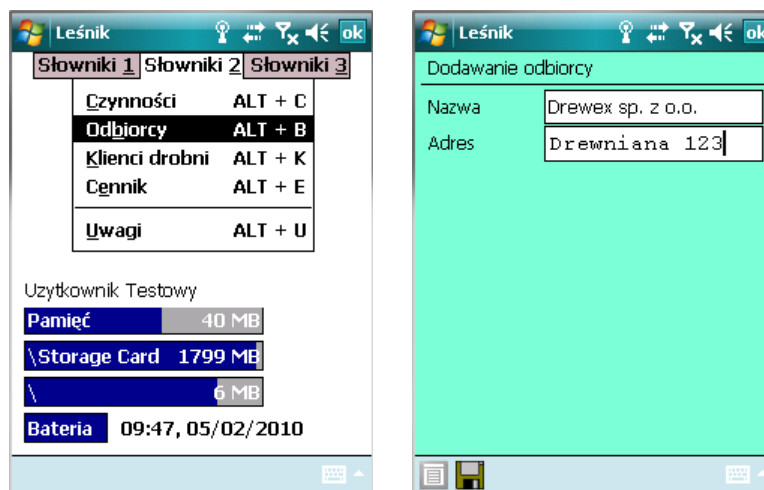 Leśnik ok
Słowniki 1 Słowniki 2 Słowniki 3
Czynności ALT + C
Odbiorcy ALT + B
Klienci drobni ALT + K
Cennik ALT + E
Uwagi ALT + U
Uzytkownik Testowy
Pamięć 40 MB
\Storage Card 1799 MB
\ 6 MB
Bateria 09:47, 05/02/2010
Leśnik ok
Dodawanie odbiorcy
Nazwa Drewex sp. z o.o.
Adres Drewniana 123